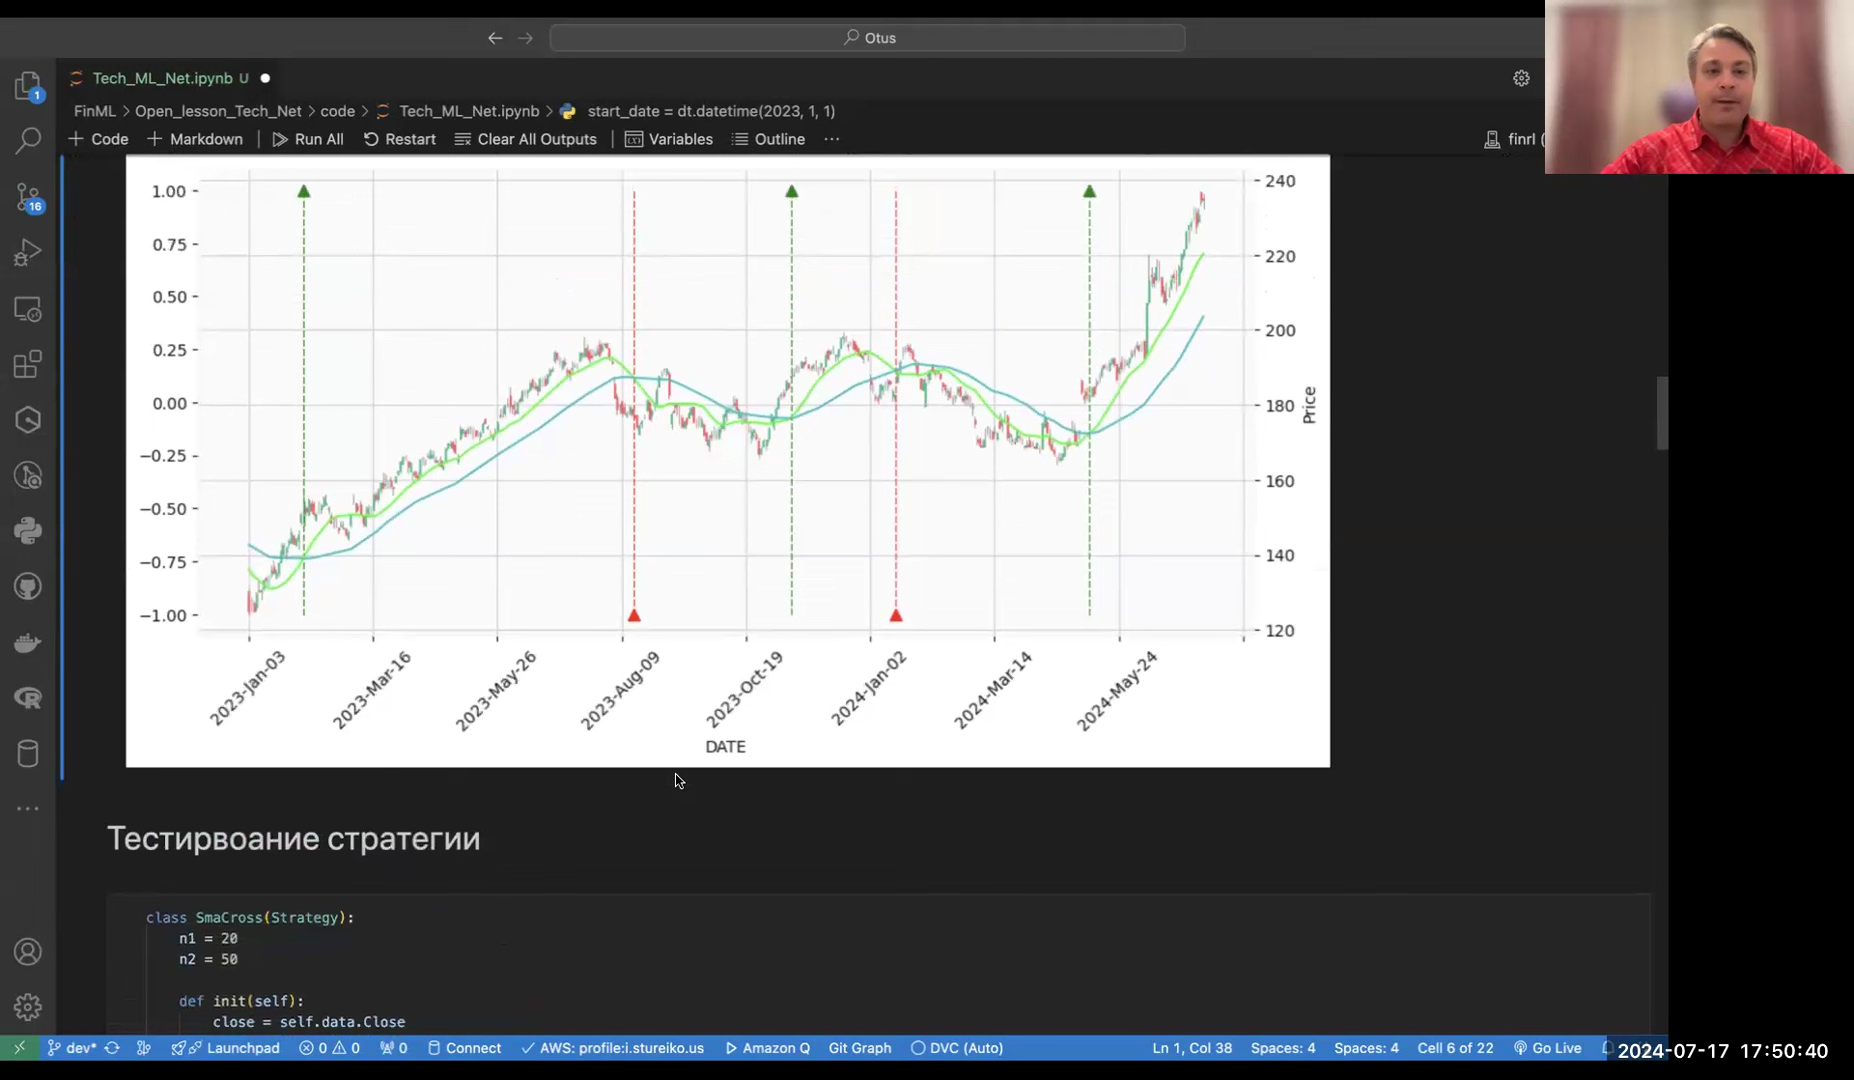 Otus
Tech_ML_Net.ipynb U
1
FinML > Open_lesson_Tech_Net > code > Tech_ML_Net.ipynb > start_date = dt.datetime(2023, 1, 1)
+ Code + Markdown Run All Restart Clear All Outputs Variables Outline ... finrl (
16
1.00
0.75
0.50
0.25
0.00
−0.25
−0.50
−0.75
−1.00
240
220
200
180
160
140
120
Price
2023-Jan-03
2023-Mar-16
2023-May-26
2023-Aug-09
2023-Oct-19
2024-Jan-02
2024-Mar-14
2024-May-24
DATE
Тестирвоание стратегии
class SmaCross(Strategy):
n1 = 20
n2 = 50
def init(self):
close = self.data.Close
dev* Launchpad 0 0 0 Connect AWS: profile:i.stureiko.us Amazon Q Git Graph DVC (Auto) Ln 1, Col 38 Spaces: 4 Spaces: 4 Cell 6 of 22 Go Live
2024-07-17 17:50:40